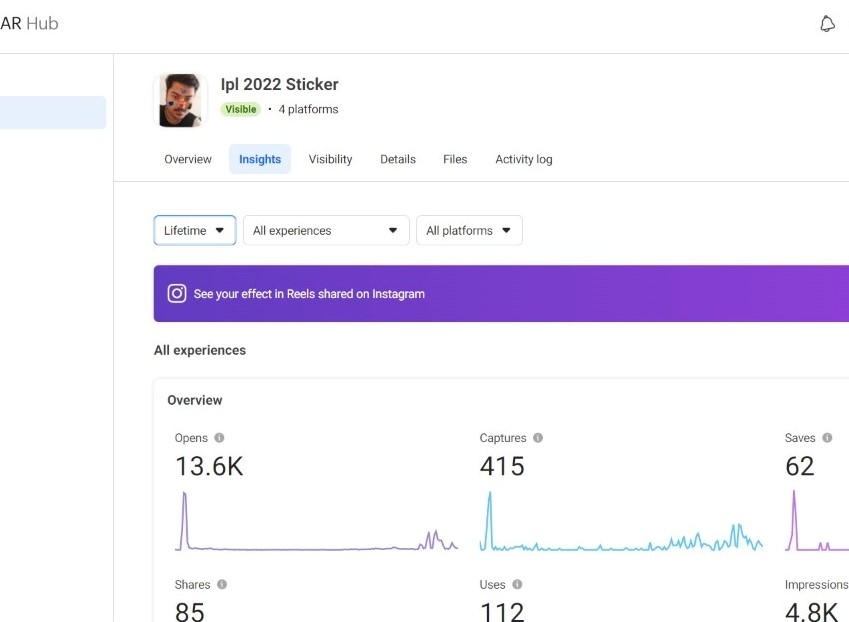 AR Hub
Ipl 2022 Sticker
Visible · 4 platforms
Overview Insights Visibility Details Files Activity log
Lifetime All experiences All platforms
See your effect in Reels shared on Instagram
All experiences
Overview
Opens Captures Saves
13.6K 415 62
Shares Uses Impressions
85 112 4.8K